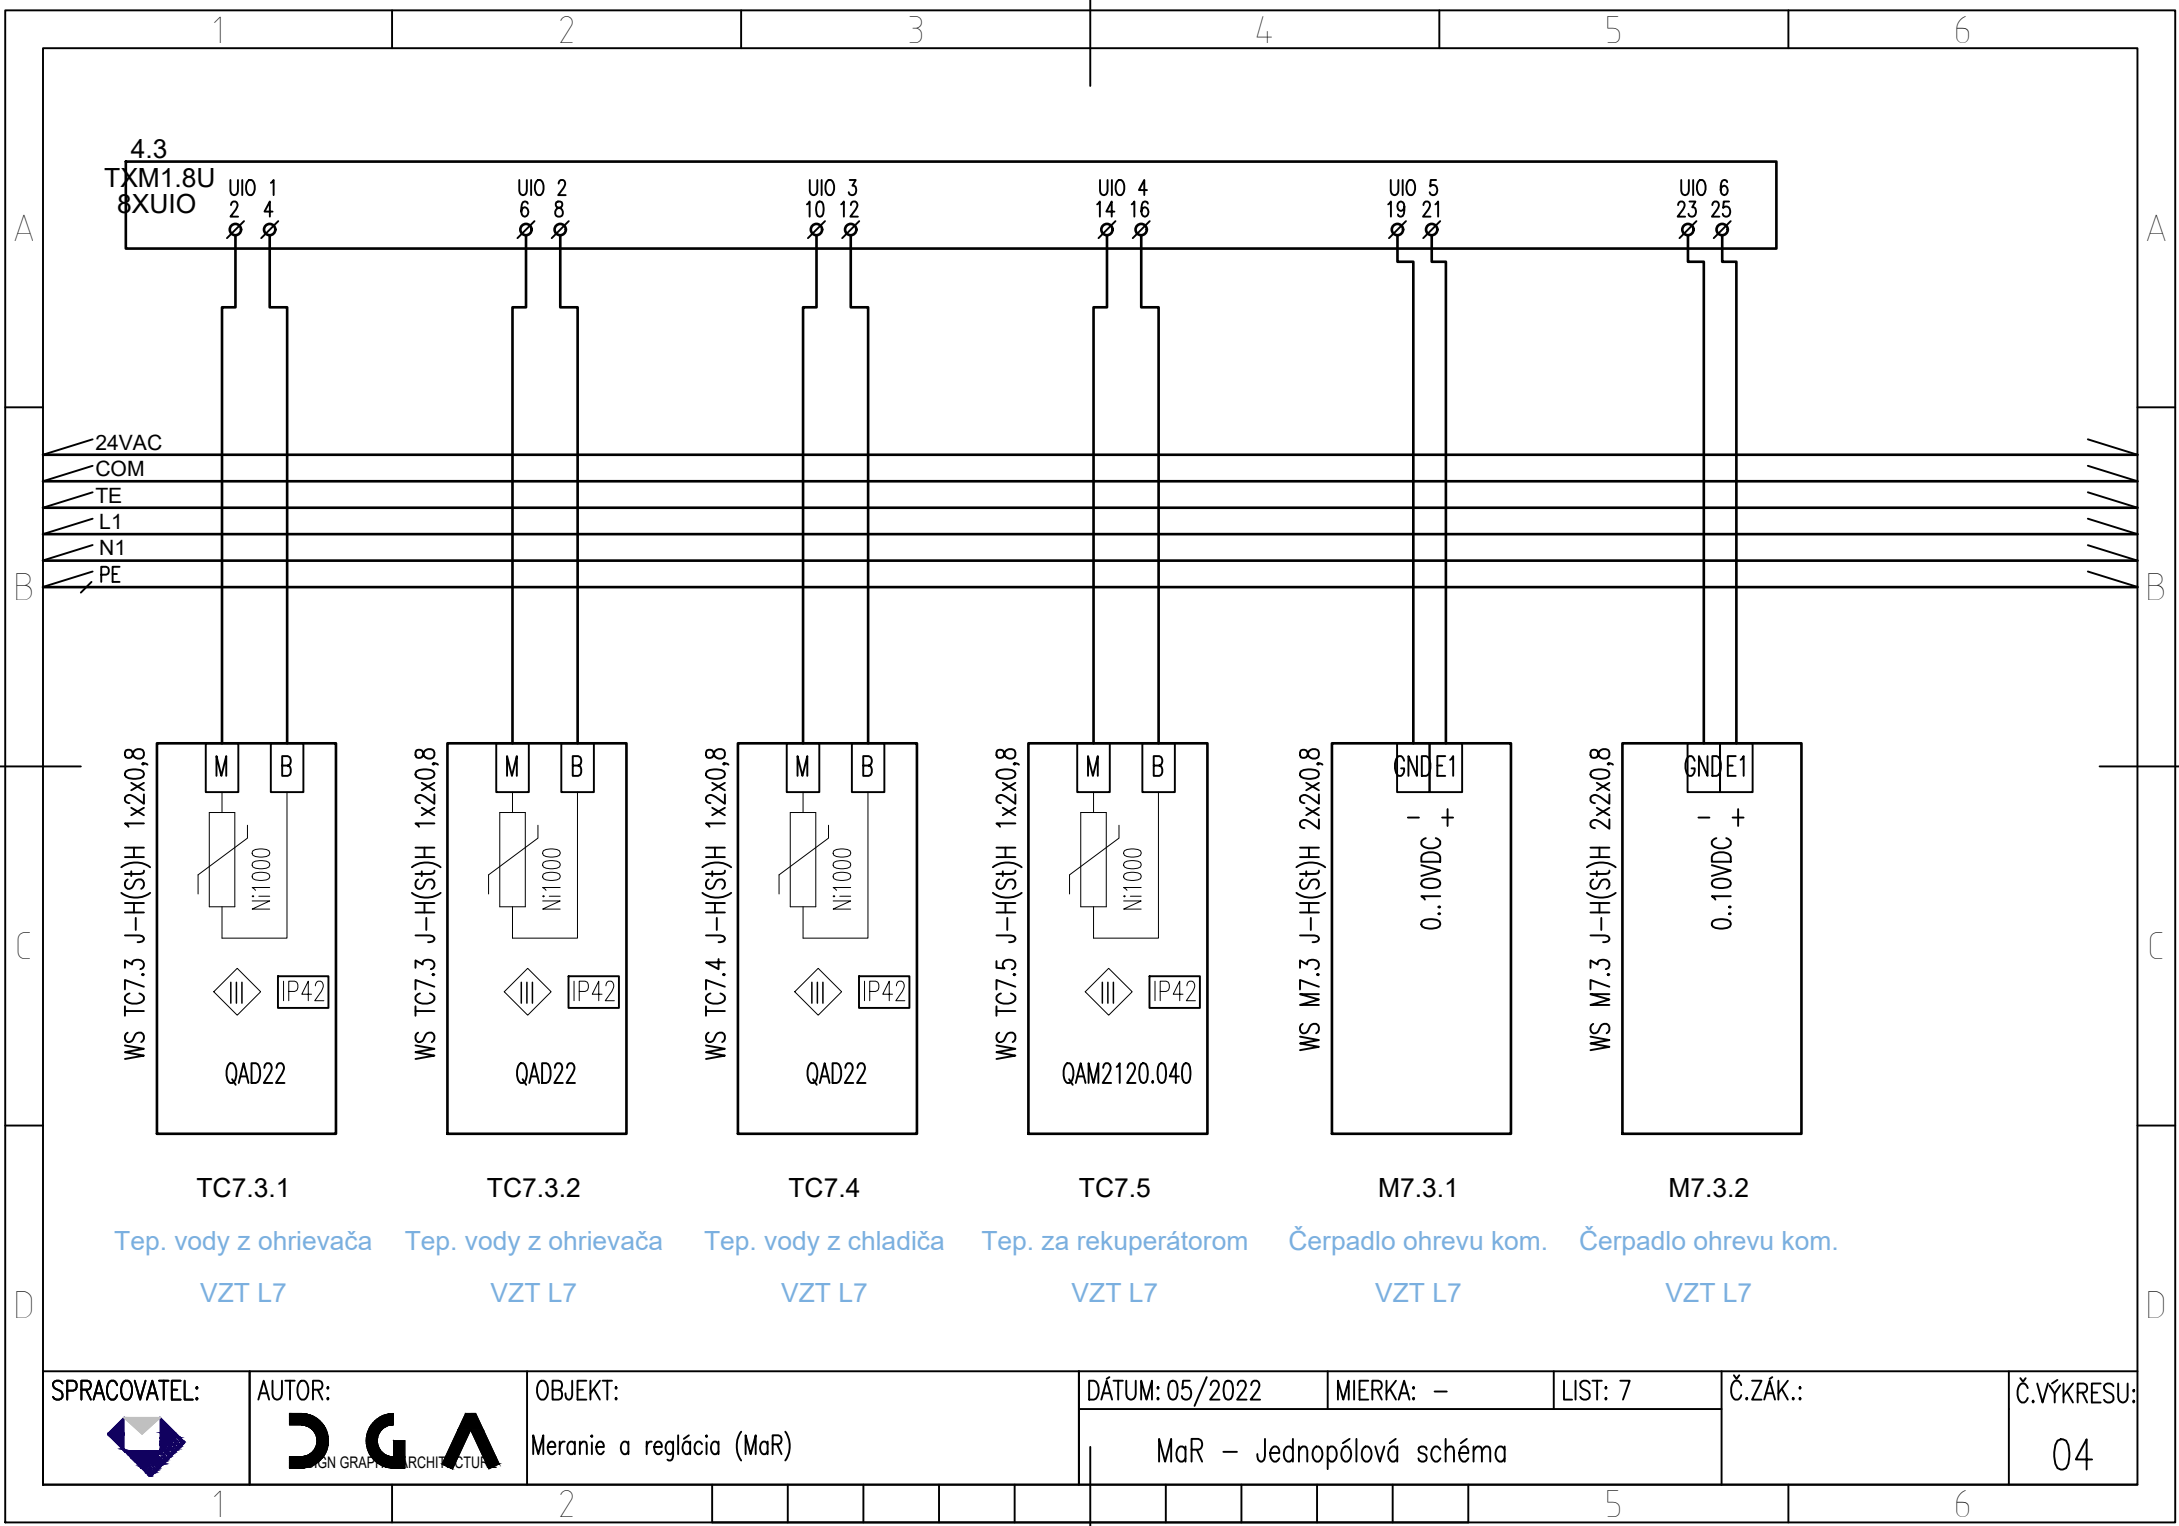 1 2 3 4 5 6
4.3
TXM1.8U
8XUIO
UIO 1 UIO 2 UIO 3 UIO 4 UIO 5 UIO 6
2 4 6 8 10 12 14 16 19 21 23 25
A A
24VAC
COM
TE
L1
N1
PE
B B
WS TC7.3 J-H(St)H 1x2x0,8
M B
Ni1000
III IP42
QAD22
WS TC7.3 J-H(St)H 1x2x0,8
M B
Ni1000
III IP42
QAD22
WS TC7.4 J-H(St)H 1x2x0,8
M B
Ni1000
III IP42
QAD22
WS TC7.5 J-H(St)H 1x2x0,8
M B
Ni1000
III IP42
QAM2120.040
WS M7.3 J-H(St)H 2x2x0,8
GND E1
- +
0..10VDC
WS M7.3 J-H(St)H 2x2x0,8
GND E1
- +
0..10VDC
C C
TC7.3.1 TC7.3.2 TC7.4 TC7.5 M7.3.1 M7.3.2
Tep. vody z ohrievača Tep. vody z ohrievača Tep. vody z chladiča Tep. za rekuperátorom Čerpadlo ohrevu kom. Čerpadlo ohrevu kom.
VZT L7 VZT L7 VZT L7 VZT L7 VZT L7 VZT L7
D D
SPRACOVATEL: AUTOR: OBJEKT: DÁTUM: 05/2022 MIERKA: - LIST: 7 Č.ZÁK.: Č.VÝKRESU:
DGA
Meranie a reglácia (MaR)
MaR - Jednopólová schéma
04
1 2 5 6